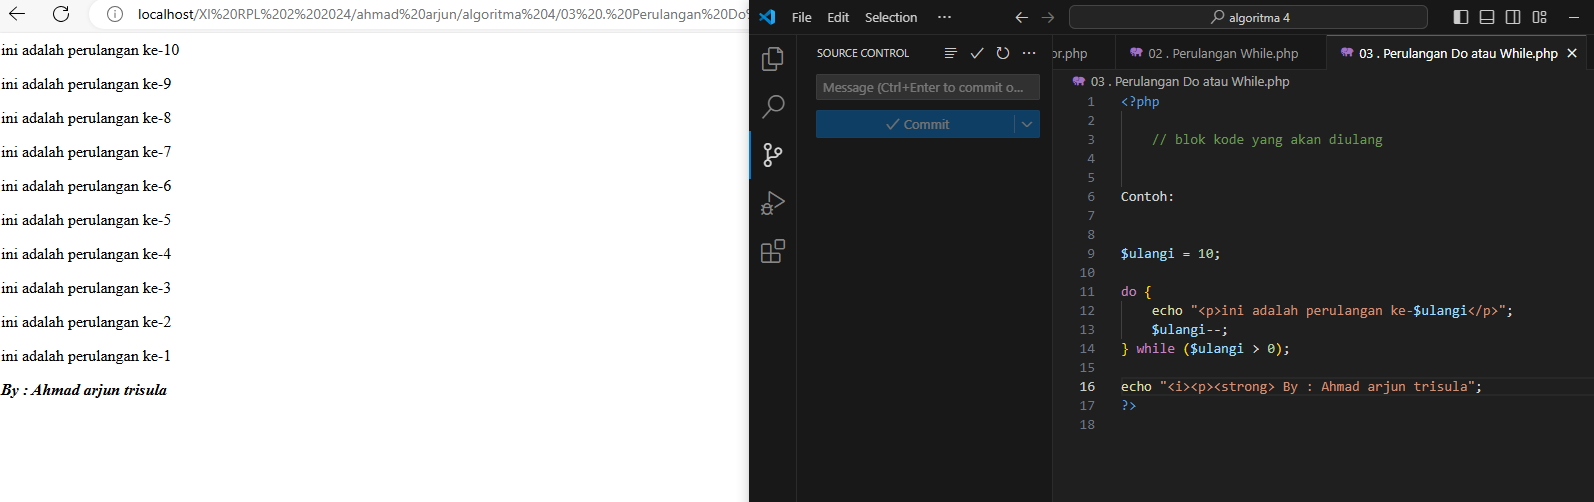 localhost/XI%20RPL%202%202024/ahmad%20arjun/algoritma%204/03%20.%20Perulangan%20Do%
ini adalah perulangan ke-10
ini adalah perulangan ke-9
ini adalah perulangan ke-8
ini adalah perulangan ke-7
ini adalah perulangan ke-6
ini adalah perulangan ke-5
ini adalah perulangan ke-4
ini adalah perulangan ke-3
ini adalah perulangan ke-2
ini adalah perulangan ke-1
By : Ahmad arjun trisula
File Edit Selection ···
algoritma 4
SOURCE CONTROL
Message (Ctrl+Enter to commit o...
Commit
or.php
02 . Perulangan While.php
03 . Perulangan Do atau While.php
03 . Perulangan Do atau While.php
1 <?php
2
3 // blok kode yang akan diulang
4
5
6 Contoh:
7
8
9 $ulangi = 10;
10
11 do {
12 echo "<p>ini adalah perulangan ke-$ulangi</p>";
13 $ulangi--;
14 } while ($ulangi > 0);
15
16 echo "<i><p><strong> By : Ahmad arjun trisula";
17 ?>
18